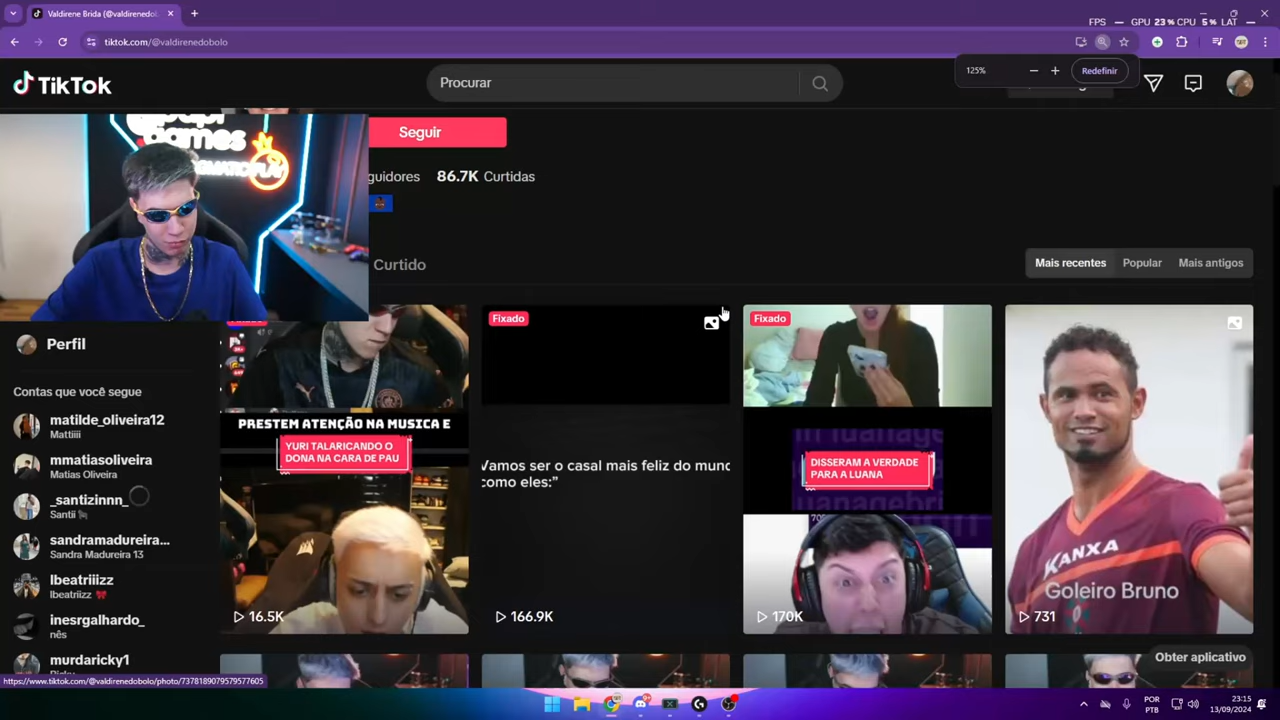 Valdirene Brida (@valdirenedobol
FPS — GPU 23 % CPU 5 % LAT —
tiktok.com/@valdirenedobolo
125%
Redefinir
TikTok
Procurar
games
Seguir
guidores 86.7K Curtidas
Curtido
Mais recentes Popular Mais antigos
Perfil
Contas que você segue
matilde_oliveira12
Mattiiii
mmatiasoliveira
Matias Oliveira
_santizinnn_
Santii
sandramadureira...
Sandra Madureira 13
lbeatriiizz
lbeatriiizz
inesrgalhardo_
nês
murdaricky1
PRESTEM ATENÇÃO NA MUSICA E
YURI TALARICANDO O
DONA NA CARA DE PAU
16.5K
Fixado
Vamos ser o casal mais feliz do mund
como eles:”
166.9K
Fixado
DISSERAM A VERDADE
PARA A LUANA
170K
KANXA
Goleiro Bruno
731
Obter aplicativo
https://www.tiktok.com/@valdirenedobolo/photo/7378189079579577605
POR
PTB
23:15
13/09/2024